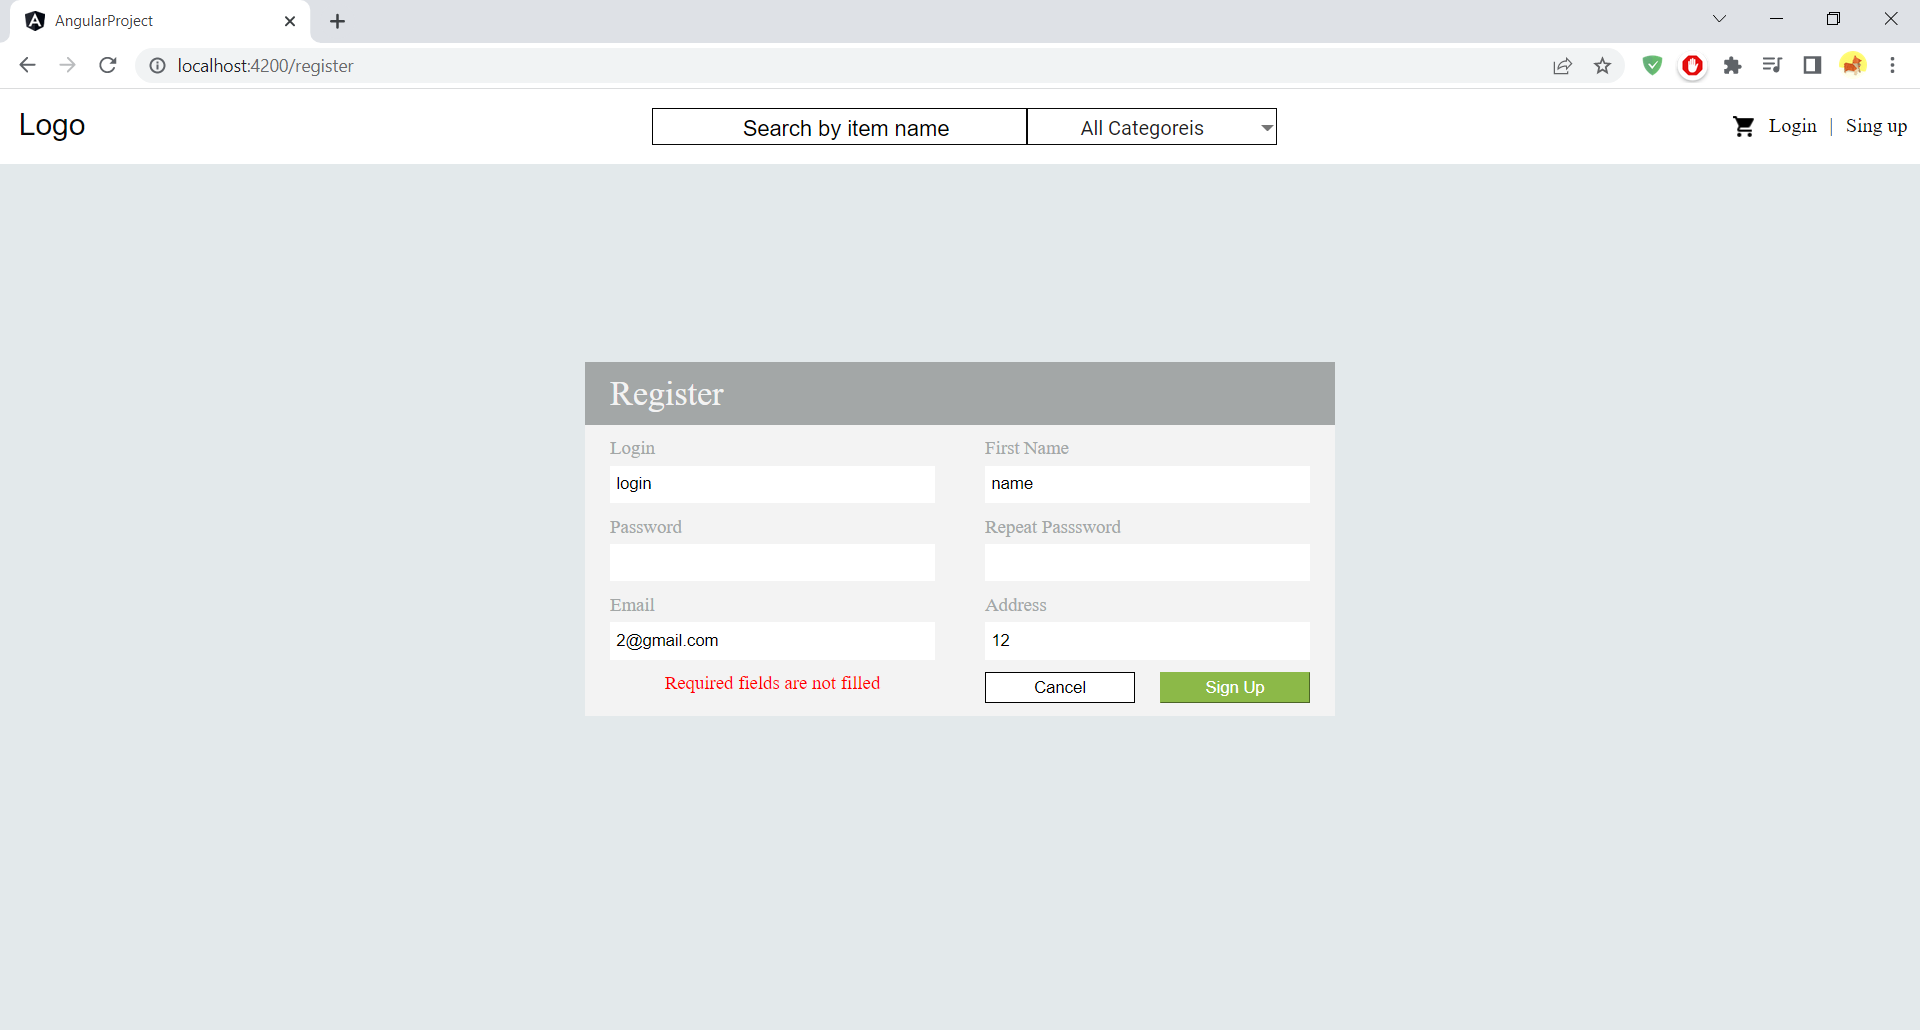 AngularProject
localhost:4200/register
Logo
Search by item name
All Categoreis
Login | Sing up
Register
Login
First Name
login
name
Password
Repeat Passsword
Email
Address
2@gmail.com
12
Required fields are not filled
Cancel
Sign Up